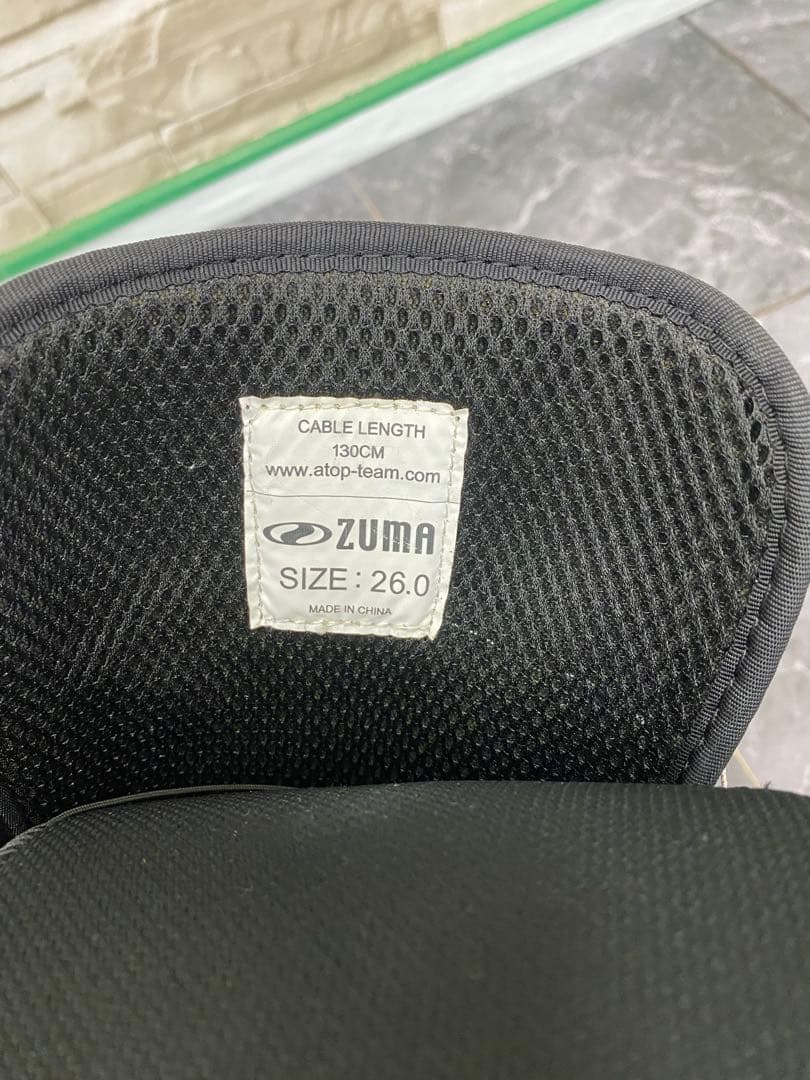 CABLE LENGTH
130CM
www.atop-team.com
ZUMA
SIZE : 26.0
MADE IN CHINA